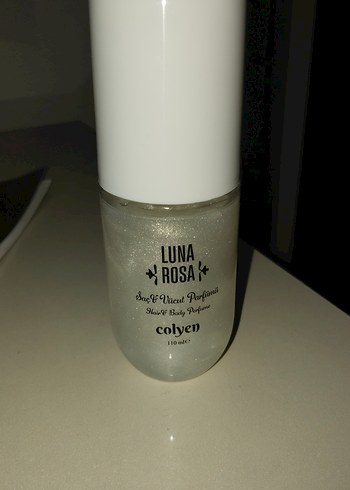 LUNA
ROSA
Saç & Vücut Parfümü
Hair & Body Perfume
colyen
110 ml e